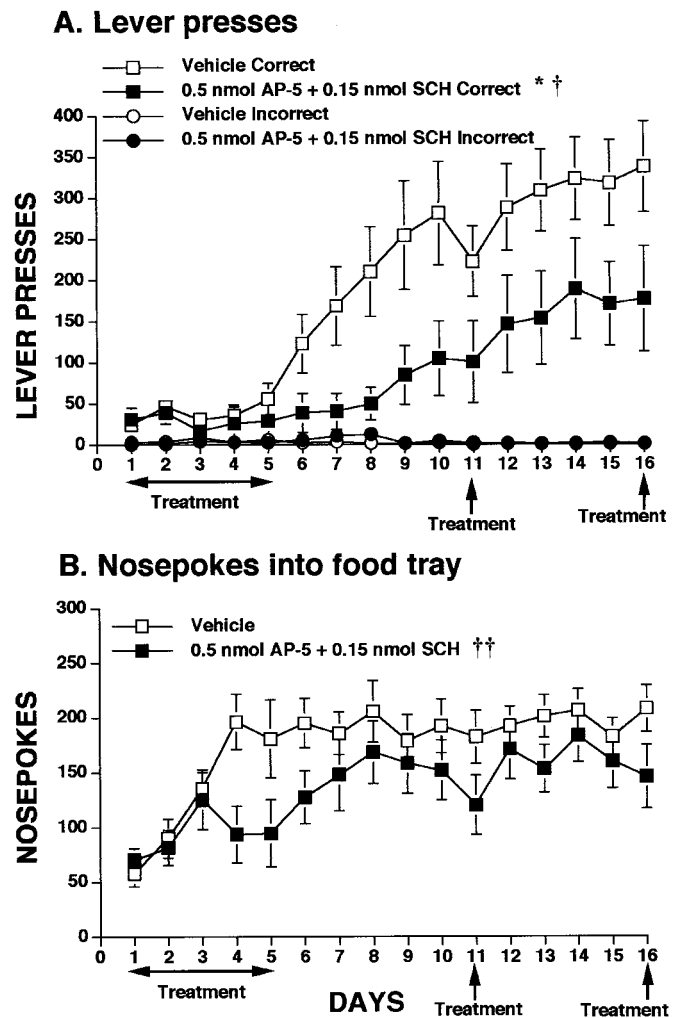 A. Lever presses
Vehicle Correct
0.5 nmol AP-5 + 0.15 nmol SCH Correct * †
Vehicle Incorrect
0.5 nmol AP-5 + 0.15 nmol SCH Incorrect
400
350
300
250
200
150
100
50
0
LEVER PRESSES
0 1 2 3 4 5 6 7 8 9 10 11 12 13 14 15 16
Treatment
Treatment
Treatment
B. Nosepokes into food tray
Vehicle
0.5 nmol AP-5 + 0.15 nmol SCH ††
300
250
200
150
100
50
0
NOSEPOKES
0 1 2 3 4 5 6 7 8 9 10 11 12 13 14 15 16
Treatment
DAYS
Treatment
Treatment